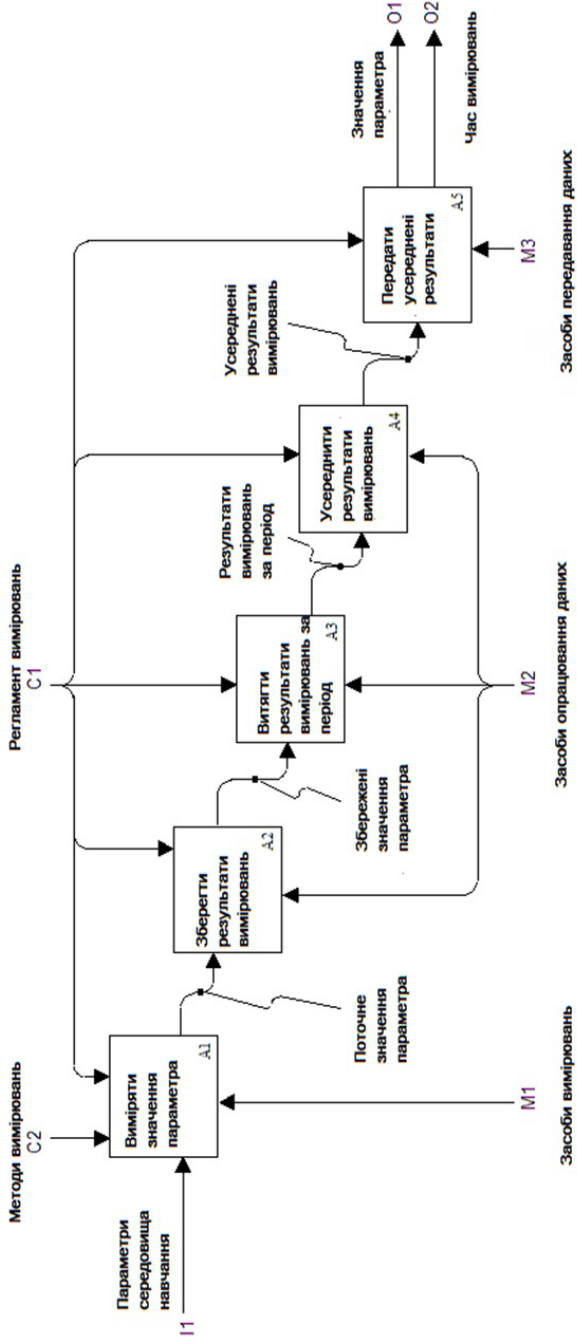 Методи вимірювань
C2
Регламент вимірювань
C1
Параметри
середовища
навчання
I1
Виміряти
значення
параметра
A1
Поточне
значення
параметра
Зберегти
результати
вимірювань
A2
Збережені
значення
параметра
Витягти
результати
вимірювань за
період
A3
Результати
вимірювань
за період
Усереднити
результати
вимірювань
A4
Усереднені
результати
вимірювань
Передати
усереднені
результати
A5
Значення
параметра
O1
O2
Час вимірювань
M1
Засоби вимірювань
M2
Засоби опрацювання даних
M3
Засоби передавання даних